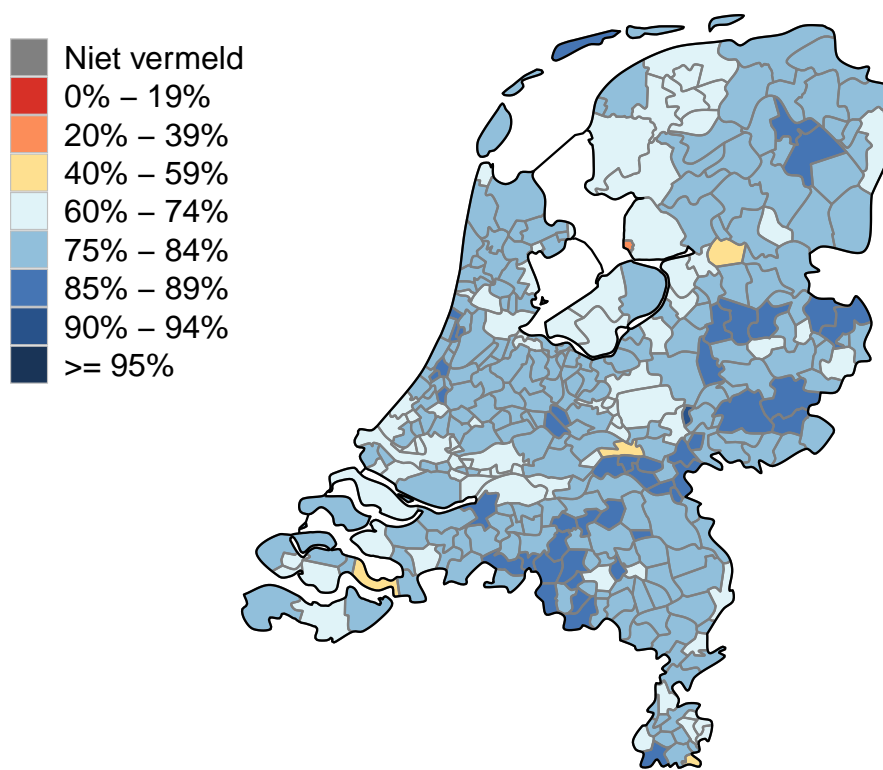 Niet vermeld
0% – 19%
20% – 39%
40% – 59%
60% – 74%
75% – 84%
85% – 89%
90% – 94%
>= 95%